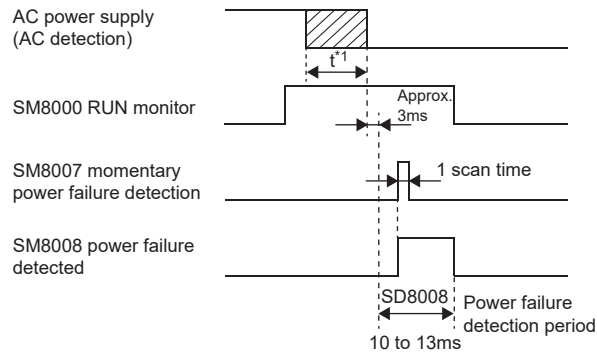 AC power supply
(AC detection)
t*1
SM8000 RUN monitor
Approx.
3ms
SM8007 momentary
power failure detection
1 scan time
SM8008 power failure
detected
SD8008
Power failure
detection period
10 to 13ms